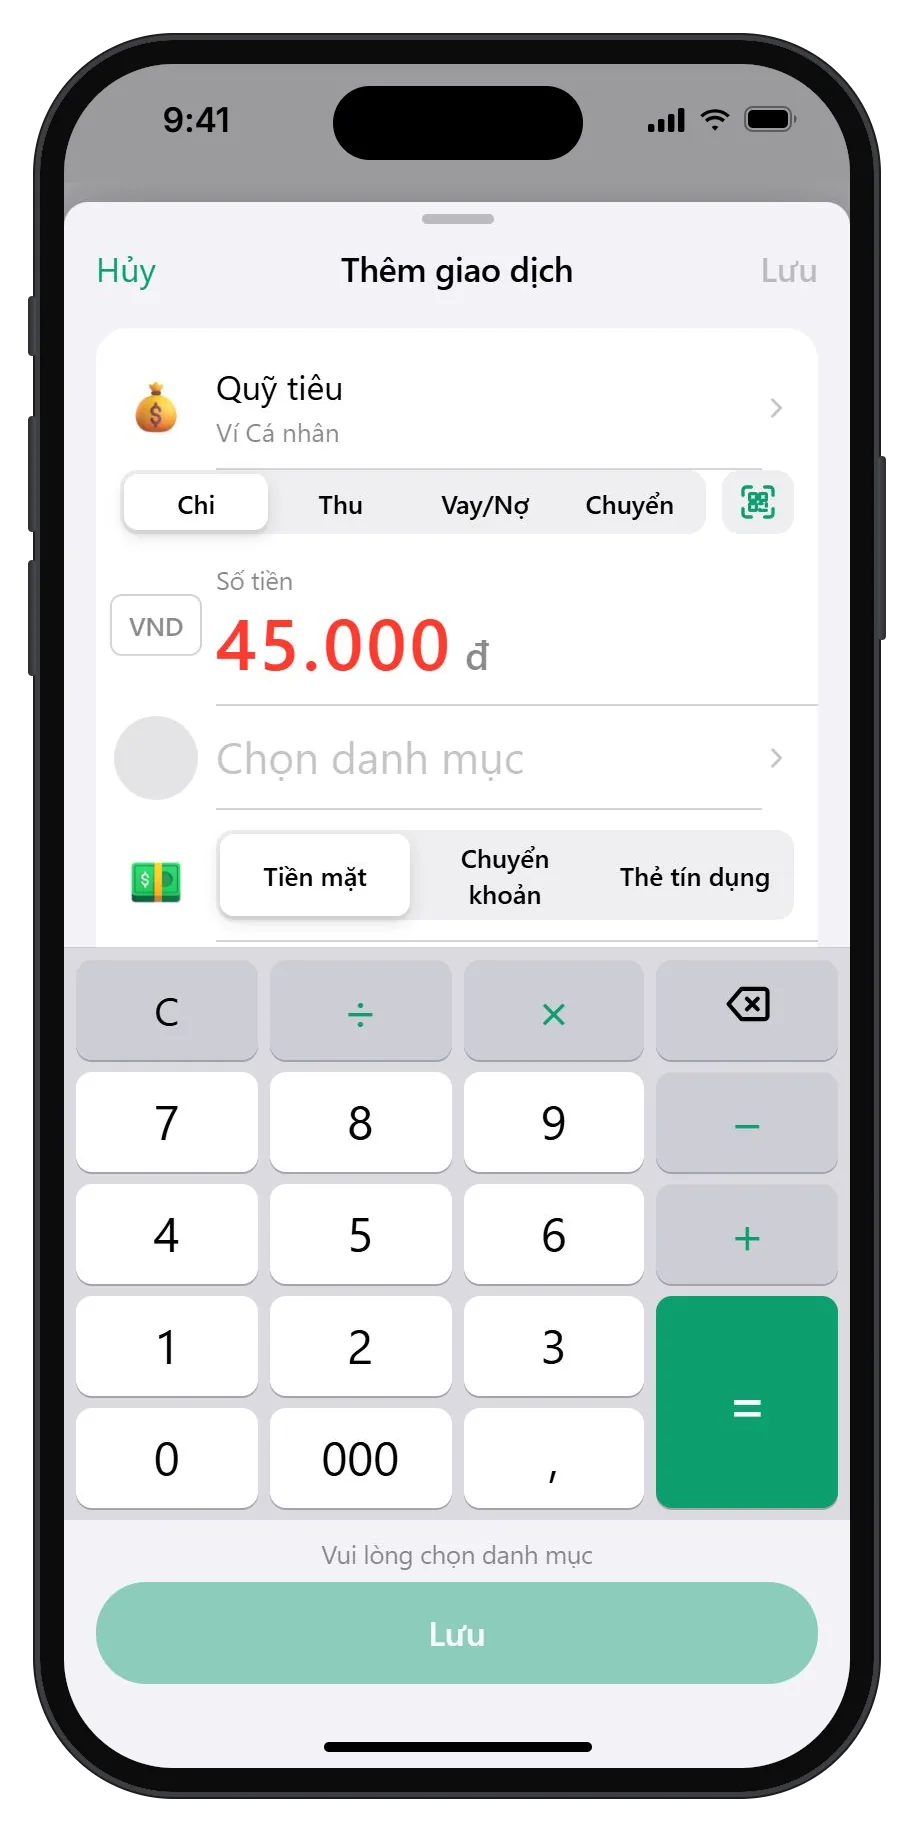 9:41
Hủy
Thêm giao dịch
Lưu
Quỹ tiêu
Ví Cá nhân
Chi
Thu
Vay/Nợ
Chuyển
Số tiền
VND
45.000 đ
Chọn danh mục
Tiền mặt
Chuyển
khoản
Thẻ tín dụng
C
÷
×
7
8
9
−
4
5
6
+
1
2
3
=
0
000
,
Vui lòng chọn danh mục
Lưu